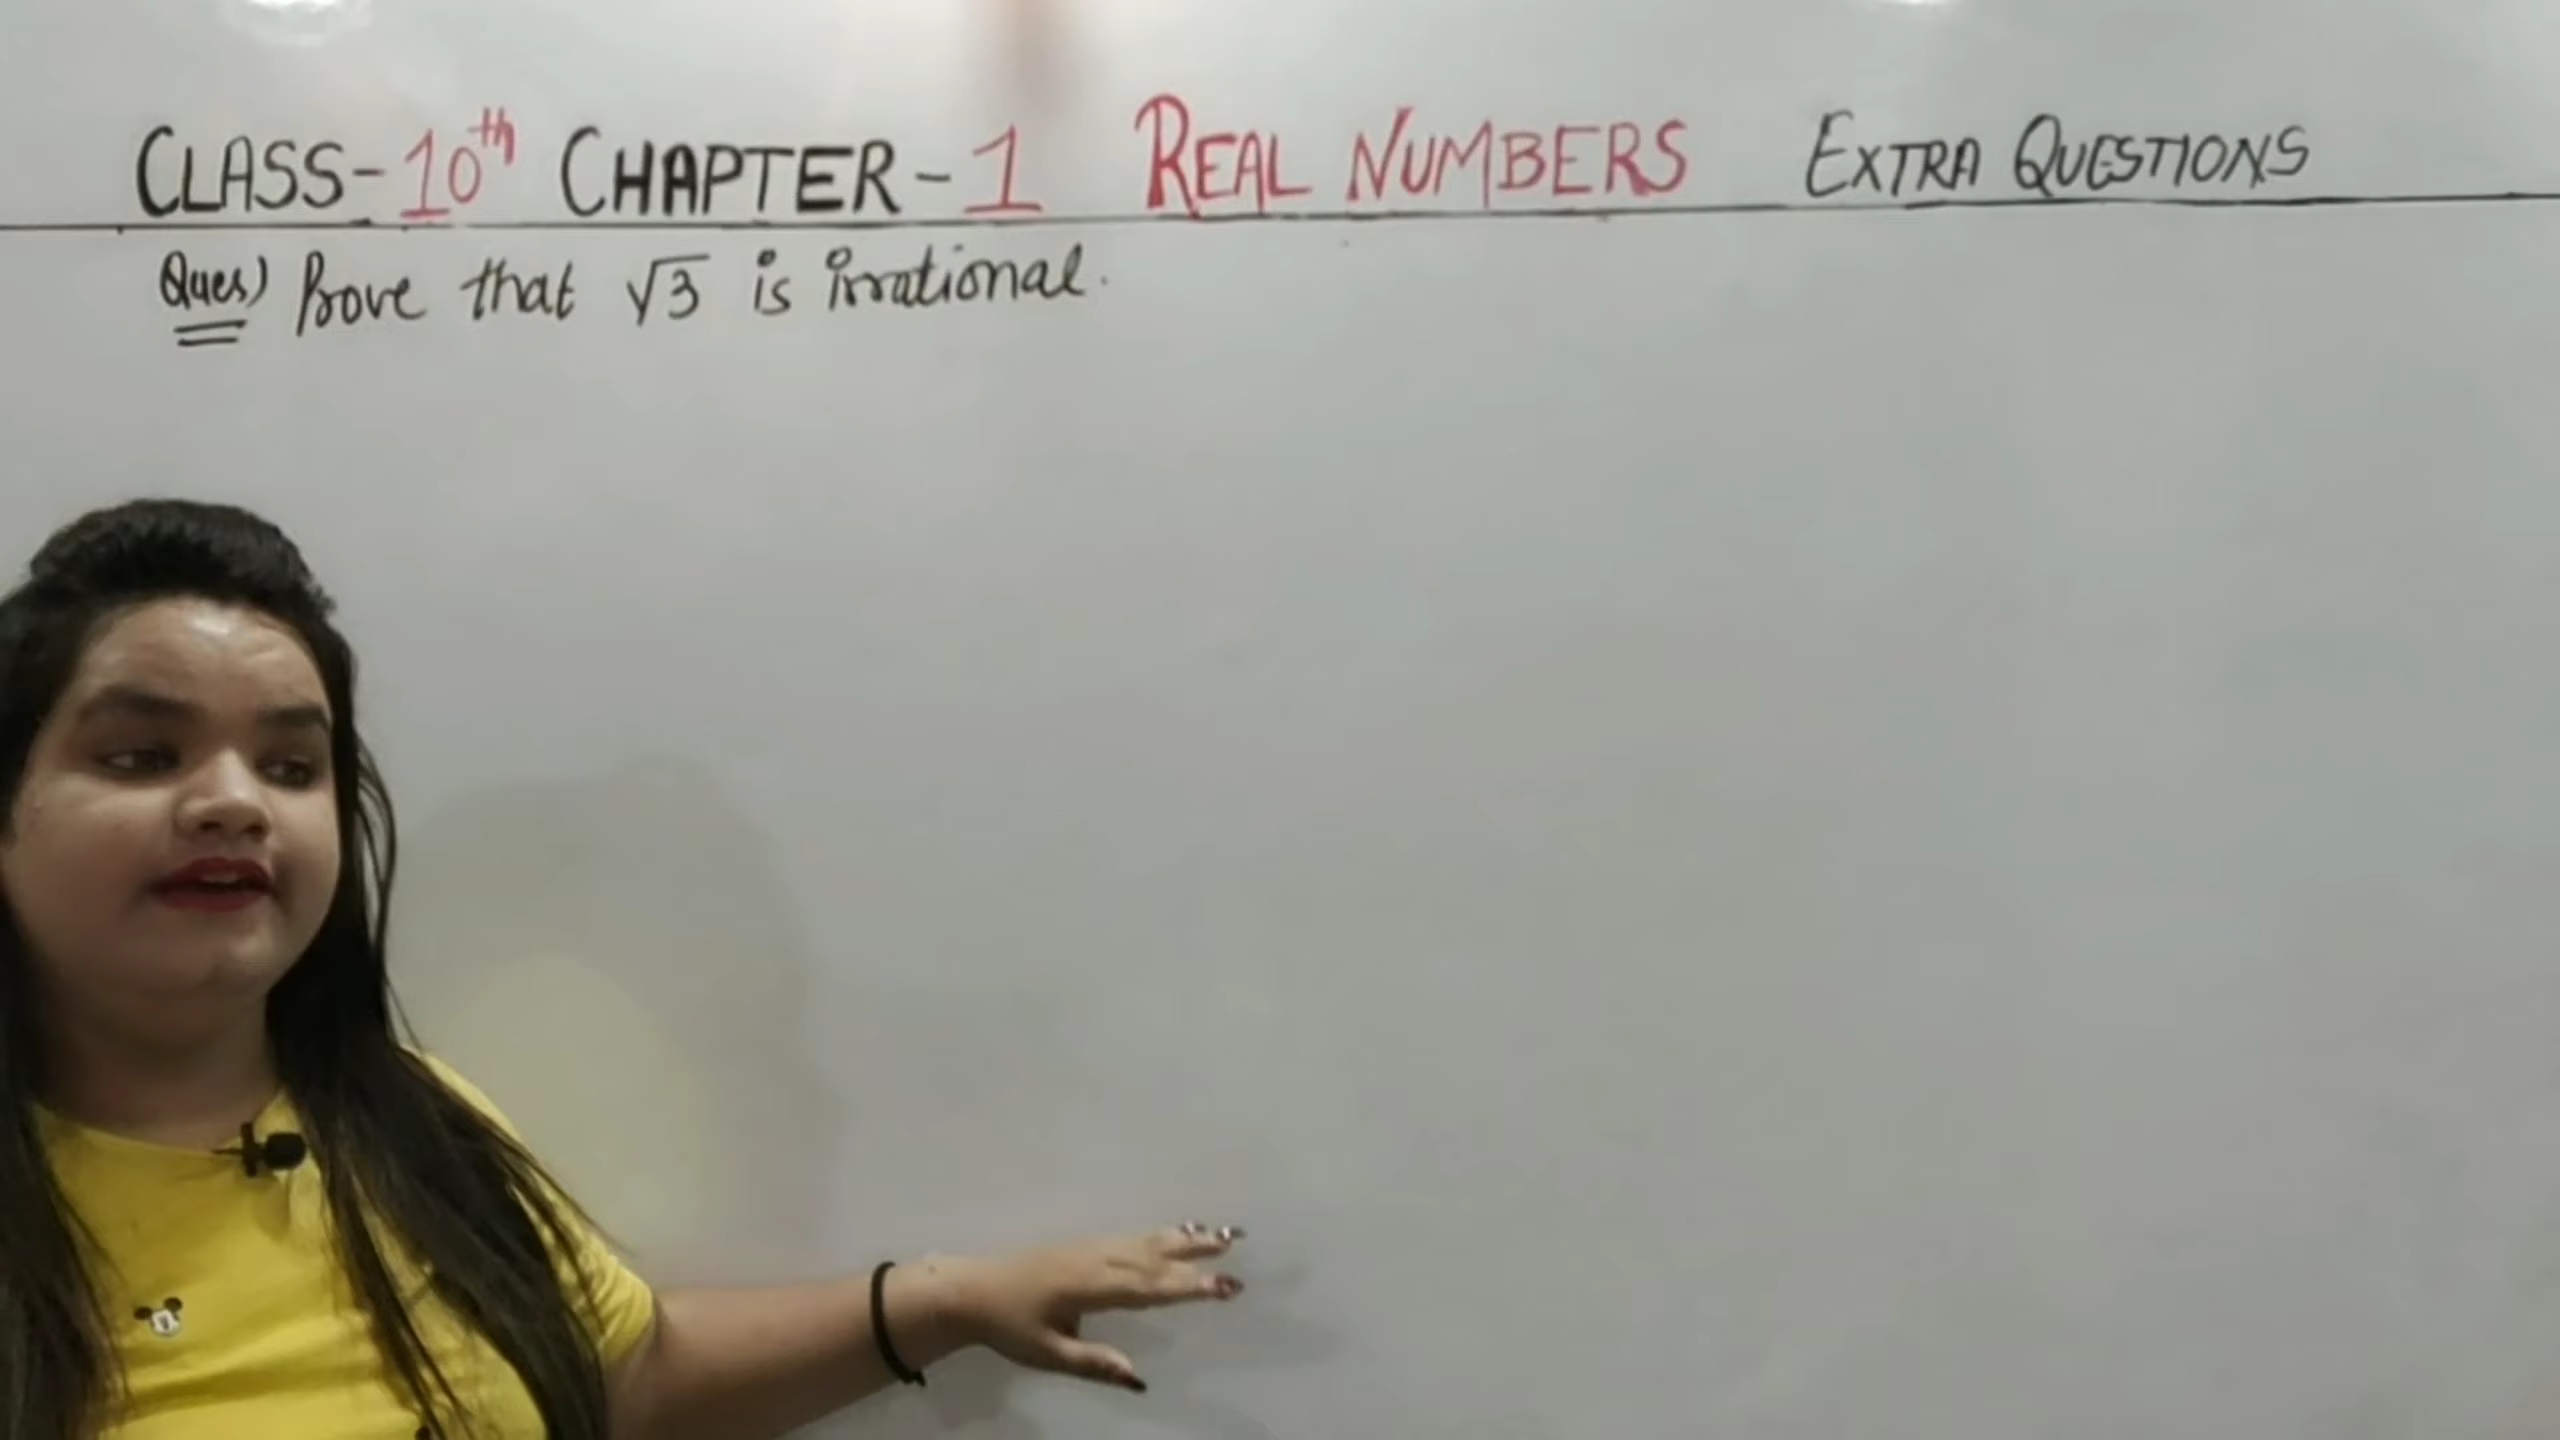 CLASS-10th CHAPTER-1 REAL NUMBERS EXTRA QUESTIONS
Ques) Prove that √3 is irrational.